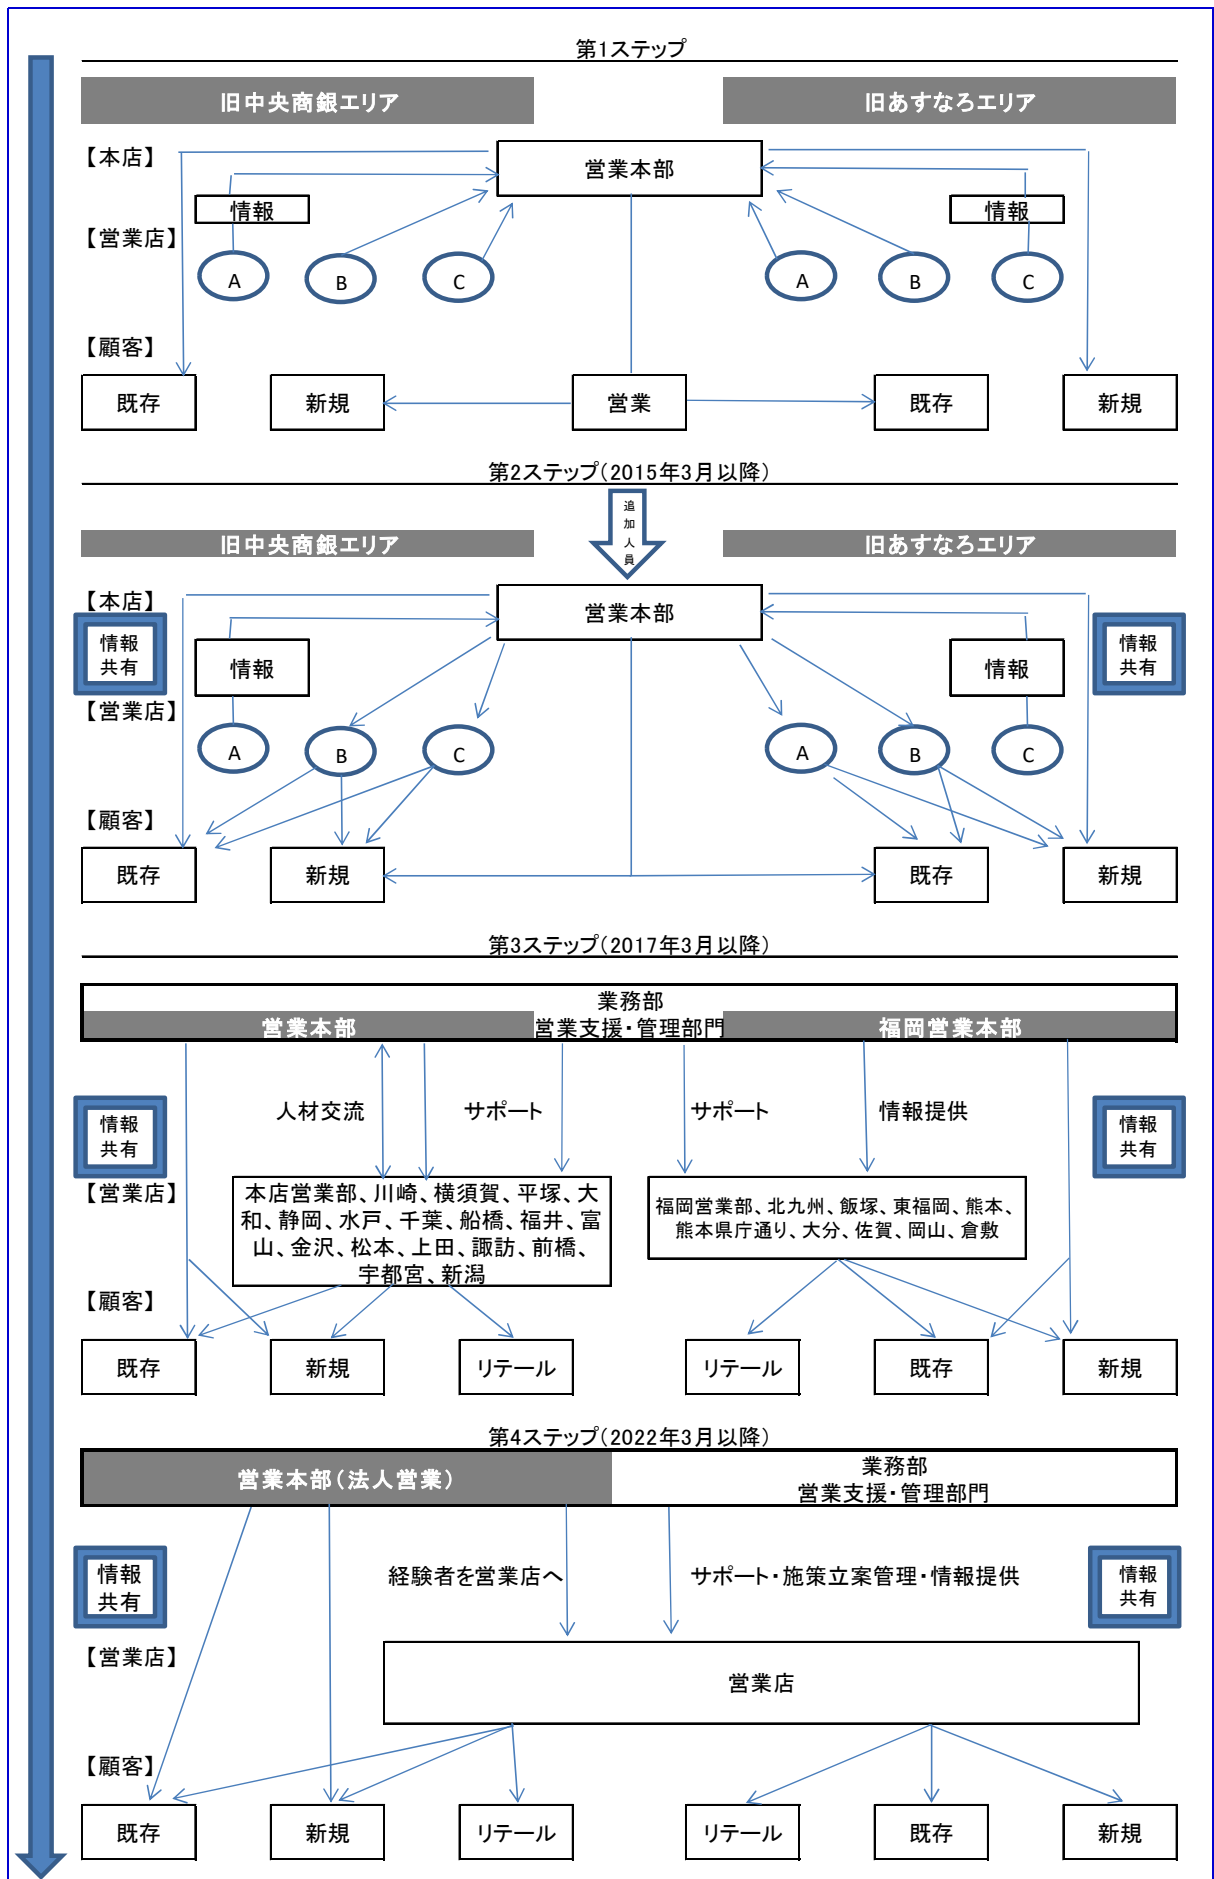 第1ステップ
旧中央商銀エリア
旧あすなろエリア
【本店】
営業本部
情報
情報
【営業店】
A
B
C
A
B
C
【顧客】
既存
新規
営業
既存
新規
第2ステップ(2015年3月以降)
追
加
人
員
旧中央商銀エリア
旧あすなろエリア
【本店】
営業本部
情報
共有
情報
情報
情報
共有
【営業店】
A
B
C
A
B
C
【顧客】
既存
新規
既存
新規
第3ステップ(2017年3月以降)
業務部
営業本部
営業支援・管理部門
福岡営業本部
人材交流
サポート
サポート
情報提供
情報
共有
情報
共有
【営業店】
本店営業部、川崎、横須賀、平塚、大
和、静岡、水戸、千葉、船橋、福井、富
山、金沢、松本、上田、諏訪、前橋、
宇都宮、新潟
福岡営業部、北九州、飯塚、東福岡、熊本、
熊本県庁通り、大分、佐賀、岡山、倉敷
【顧客】
既存
新規
リテール
リテール
既存
新規
第4ステップ(2022年3月以降)
営業本部(法人営業)
業務部
営業支援・管理部門
情報
共有
経験者を営業店へ
サポート・施策立案管理・情報提供
情報
共有
【営業店】
営業店
【顧客】
既存
新規
リテール
リテール
既存
新規